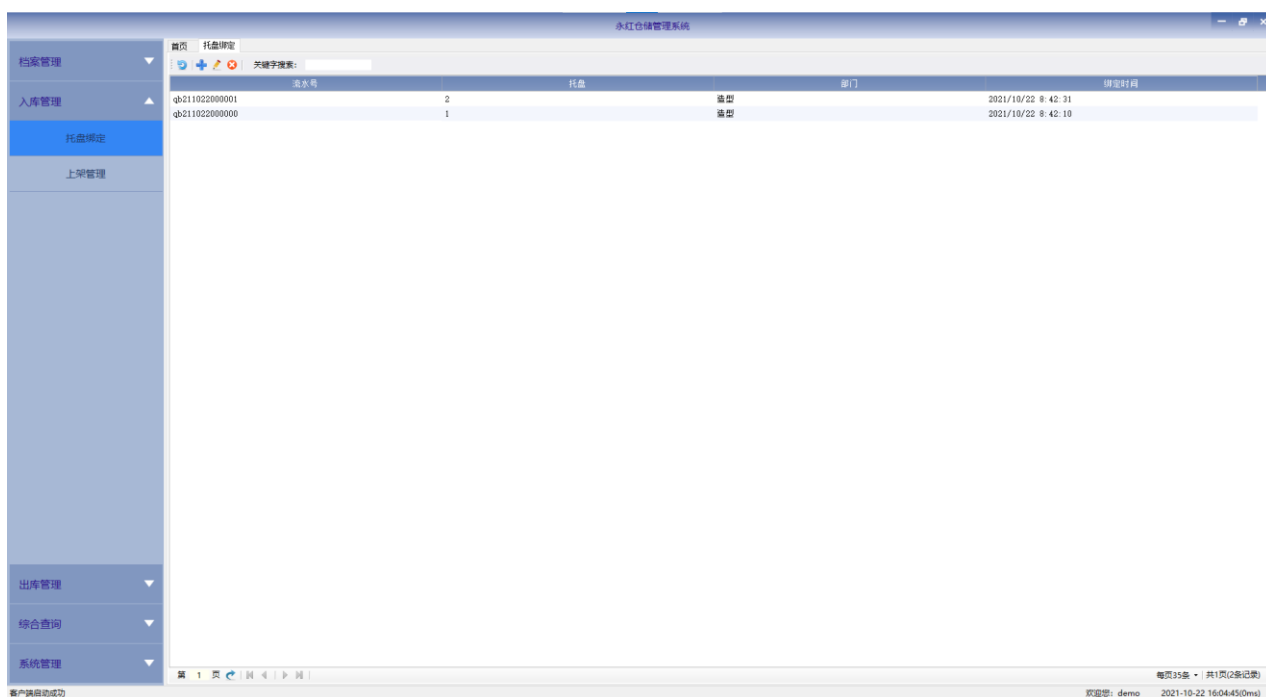 永红仓储管理系统
档案管理
入库管理
托盘绑定
上架管理
出库管理
综合查询
系统管理
首页 托盘绑定
关键字搜索:
流水号 托盘 部门 绑定时间
qb211022000001 2 造型 2021/10/22 8:42:31
qb211022000000 1 造型 2021/10/22 8:42:10
第 1 页 每页35条 共1页(2条记录)
客户端启动成功 欢迎您: demo 2021-10-22 16:04:45(0ms)